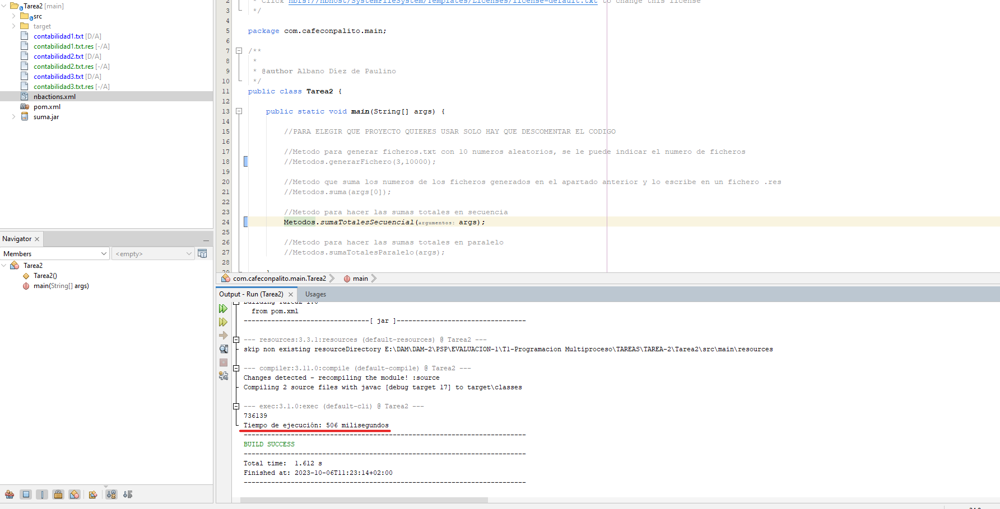 Tarea2 [main]
src
target
contabilidad1.txt [D/A]
contabilidad1.txt.res [-/A]
contabilidad2.txt [D/A]
contabilidad2.txt.res [-/A]
contabilidad3.txt [D/A]
contabilidad3.txt.res [-/A]
nbactions.xml
pom.xml
suma.jar
Navigator
Members
<empty>
Tarea2
Tarea2()
main(String[] args)
2 * Click nbfs://nbhost/SystemFileSystem/Templates/Licenses/license-default.txt to change this license
3 */
4
5 package com.cafeconpalito.main;
6
7 /**
8 *
9 * @author Albano Díez de Paulino
10 */
11 public class Tarea2 {
12
13 public static void main(String[] args) {
14
15 //PARA ELEGIR QUE PROYECTO QUIERES USAR SOLO HAY QUE DESCOMENTAR EL CODIGO
16
17 //Metodo para generar ficheros.txt con 10 numeros aleatorios, se le puede indicar el numero de ficheros
18 //Metodos.generarFichero(3,10000);
19
20 //Metodo que suma los numeros de los ficheros generados en el apartado anterior y lo escribe en un fichero .res
21 //Metodos.suma(args[0]);
22
23 //Metodo para hacer las sumas totales en secuencia
24 Metodos.sumaTotalesSecuencial(argumentos: args);
25
26 //Metodo para hacer las sumas totales en paralelo
27 //Metodos.sumaTotalesParalelo(args);
28
29 }
com.cafeconpalito.main.Tarea2
main
Output - Run (Tarea2)
Usages
Building Tarea2 1.0
from pom.xml
--------------------------------[ jar ]---------------------------------
--- resources:3.3.1:resources (default-resources) @ Tarea2 ---
skip non existing resourceDirectory E:\DAM\DAM-2\PSP\EVALUACION-1\T1-Programacion Multiproceso\TAREAS\TAREA-2\Tarea2\src\main\resources
--- compiler:3.11.0:compile (default-compile) @ Tarea2 ---
Changes detected - recompiling the module! :source
Compiling 2 source files with javac [debug target 17] to target\classes
--- exec:3.1.0:exec (default-cli) @ Tarea2 ---
736139
Tiempo de ejecución: 506 milisegundos
------------------------------------------------------------------------
BUILD SUCCESS
------------------------------------------------------------------------
Total time:  1.612 s
Finished at: 2023-10-06T11:23:14+02:00
------------------------------------------------------------------------